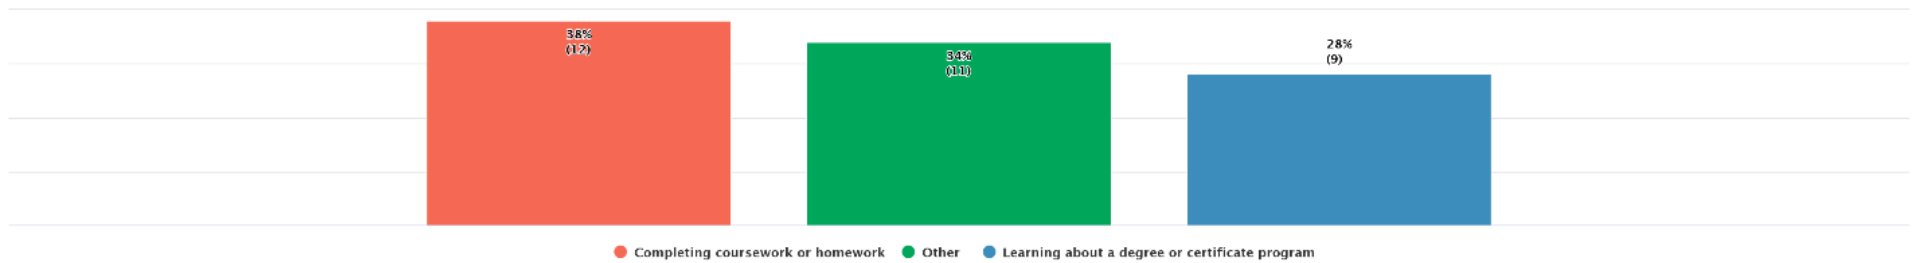 38%
(12)
34%
(11)
28%
(9)
Completing coursework or homework
Other
Learning about a degree or certificate program